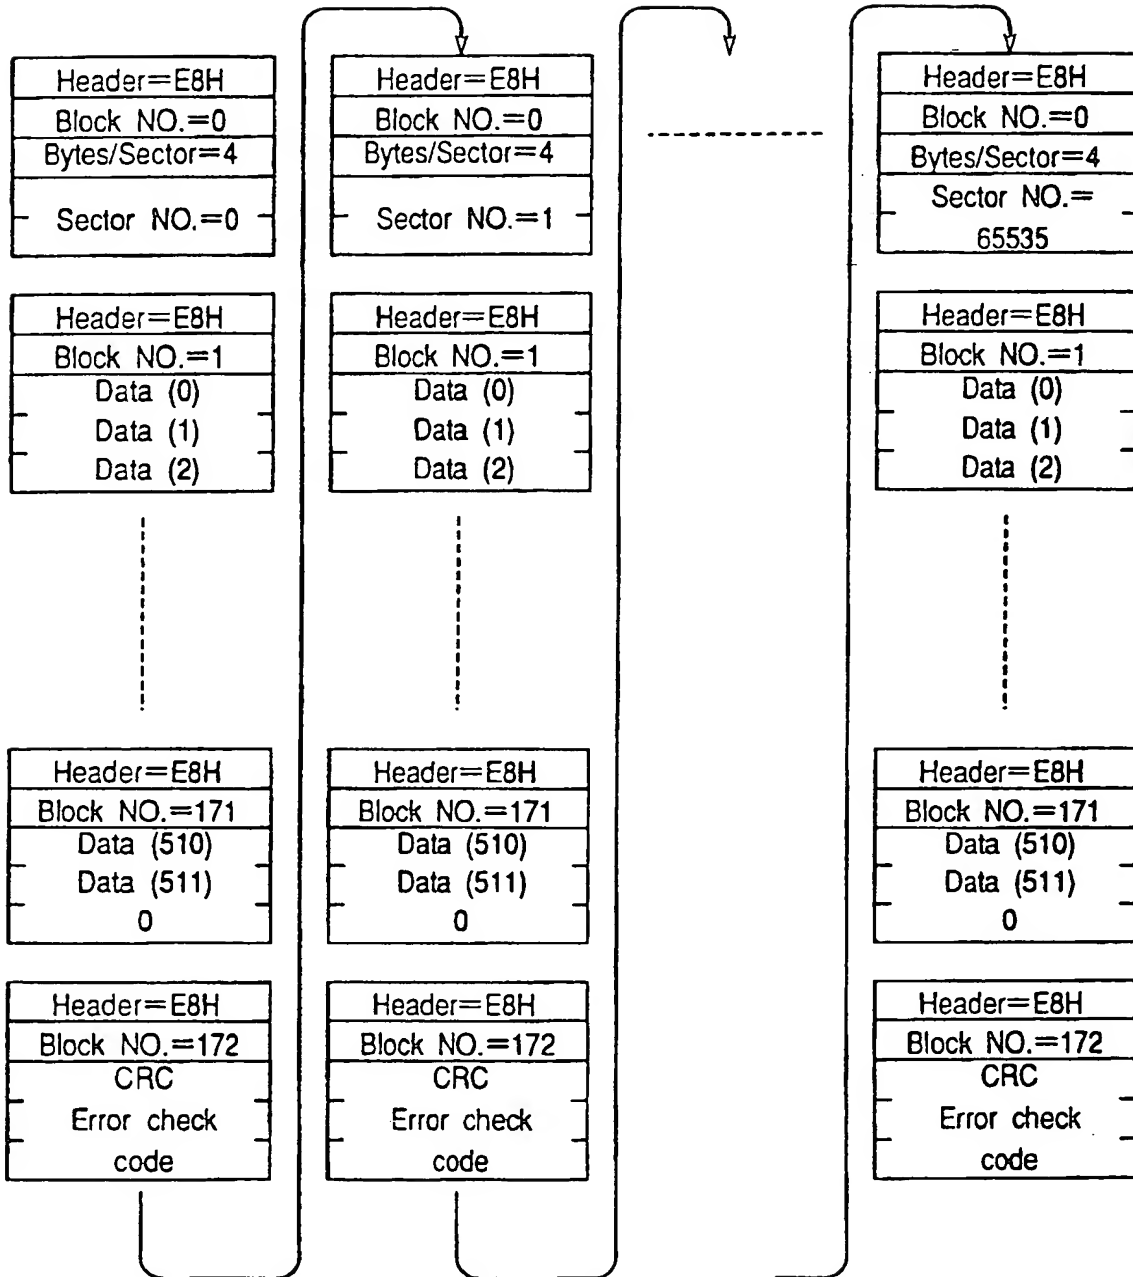 Header=E8H
Block NO.=0
Bytes/Sector=4
Sector NO.=0
Header=E8H
Block NO.=1
Data (0)
Data (1)
Data (2)
Header=E8H
Block NO.=171
Data (510)
Data (511)
0
Header=E8H
Block NO.=172
CRC
Error check
code
Header=E8H
Block NO.=0
Bytes/Sector=4
Sector NO.=1
Header=E8H
Block NO.=1
Data (0)
Data (1)
Data (2)
Header=E8H
Block NO.=171
Data (510)
Data (511)
0
Header=E8H
Block NO.=172
CRC
Error check
code
Header=E8H
Block NO.=0
Bytes/Sector=4
Sector NO.=
65535
Header=E8H
Block NO.=1
Data (0)
Data (1)
Data (2)
Header=E8H
Block NO.=171
Data (510)
Data (511)
0
Header=E8H
Block NO.=172
CRC
Error check
code